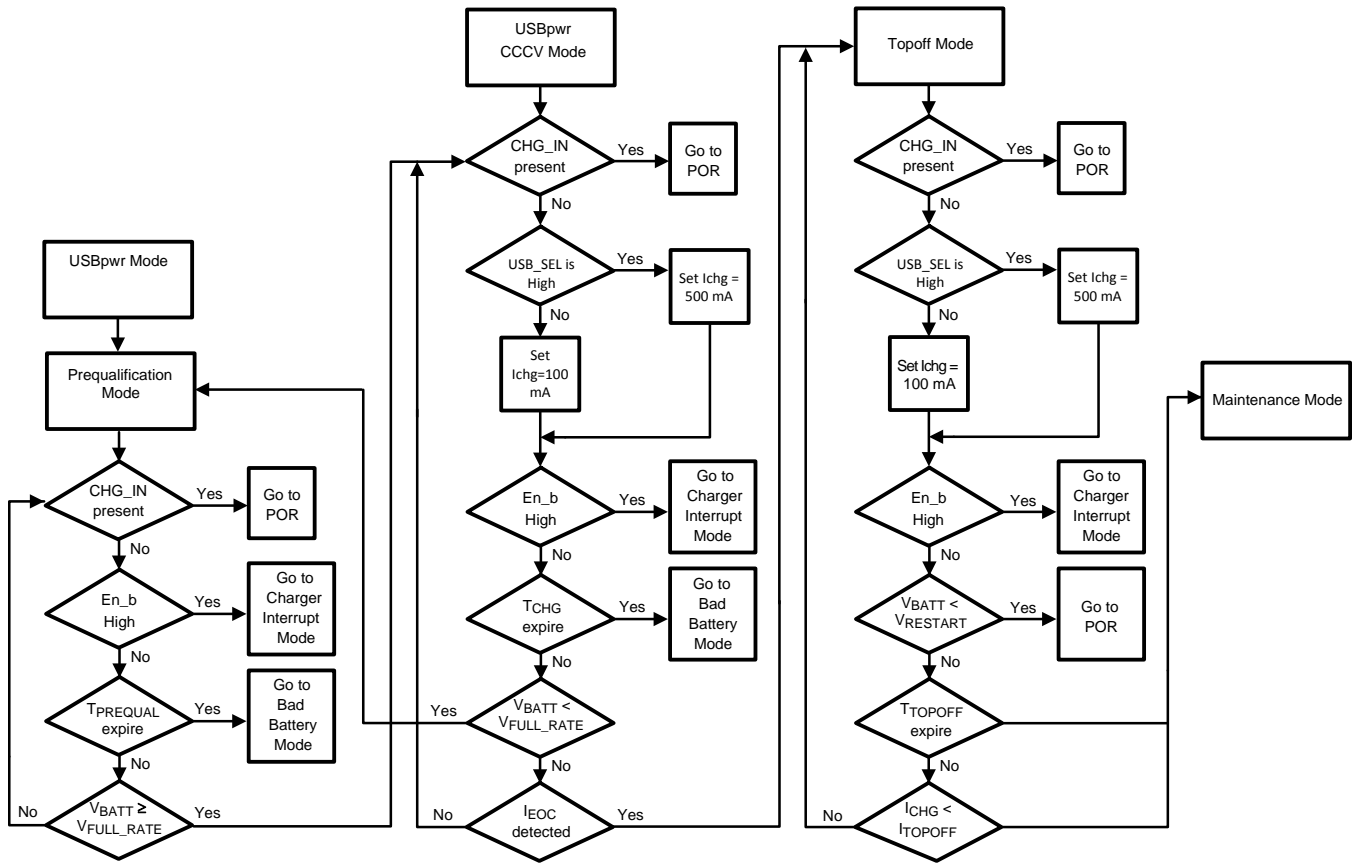 USBpwr Mode
Prequalification
Mode
CHG_IN
present
Yes
Go to
POR
No
En_b
High
Yes
Go to
Charger
Interrupt
Mode
No
TPREQUAL
expire
Yes
Go to
Bad
Battery
Mode
No
VBATT ≥
VFULL_RATE
No
Yes
USBpwr
CCCV Mode
CHG_IN
present
Yes
Go to
POR
No
USB_SEL is
High
Yes
Set Ichg =
500 mA
No
Set
Ichg=100
mA
En_b
High
Yes
Go to
Charger
Interrupt
Mode
No
TCHG
expire
Yes
Go to
Bad
Battery
Mode
No
Yes
VBATT <
VFULL_RATE
No
No
IEOC
detected
Yes
Topoff Mode
CHG_IN
present
Yes
Go to
POR
No
USB_SEL is
High
Yes
Set Ichg =
500 mA
No
Set Ichg =
100 mA
En_b
High
Yes
Go to
Charger
Interrupt
Mode
No
VBATT <
VRESTART
Yes
Go to
POR
No
TTOPOFF
expire
No
No
ICHG <
ITOPOFF
Maintenance Mode